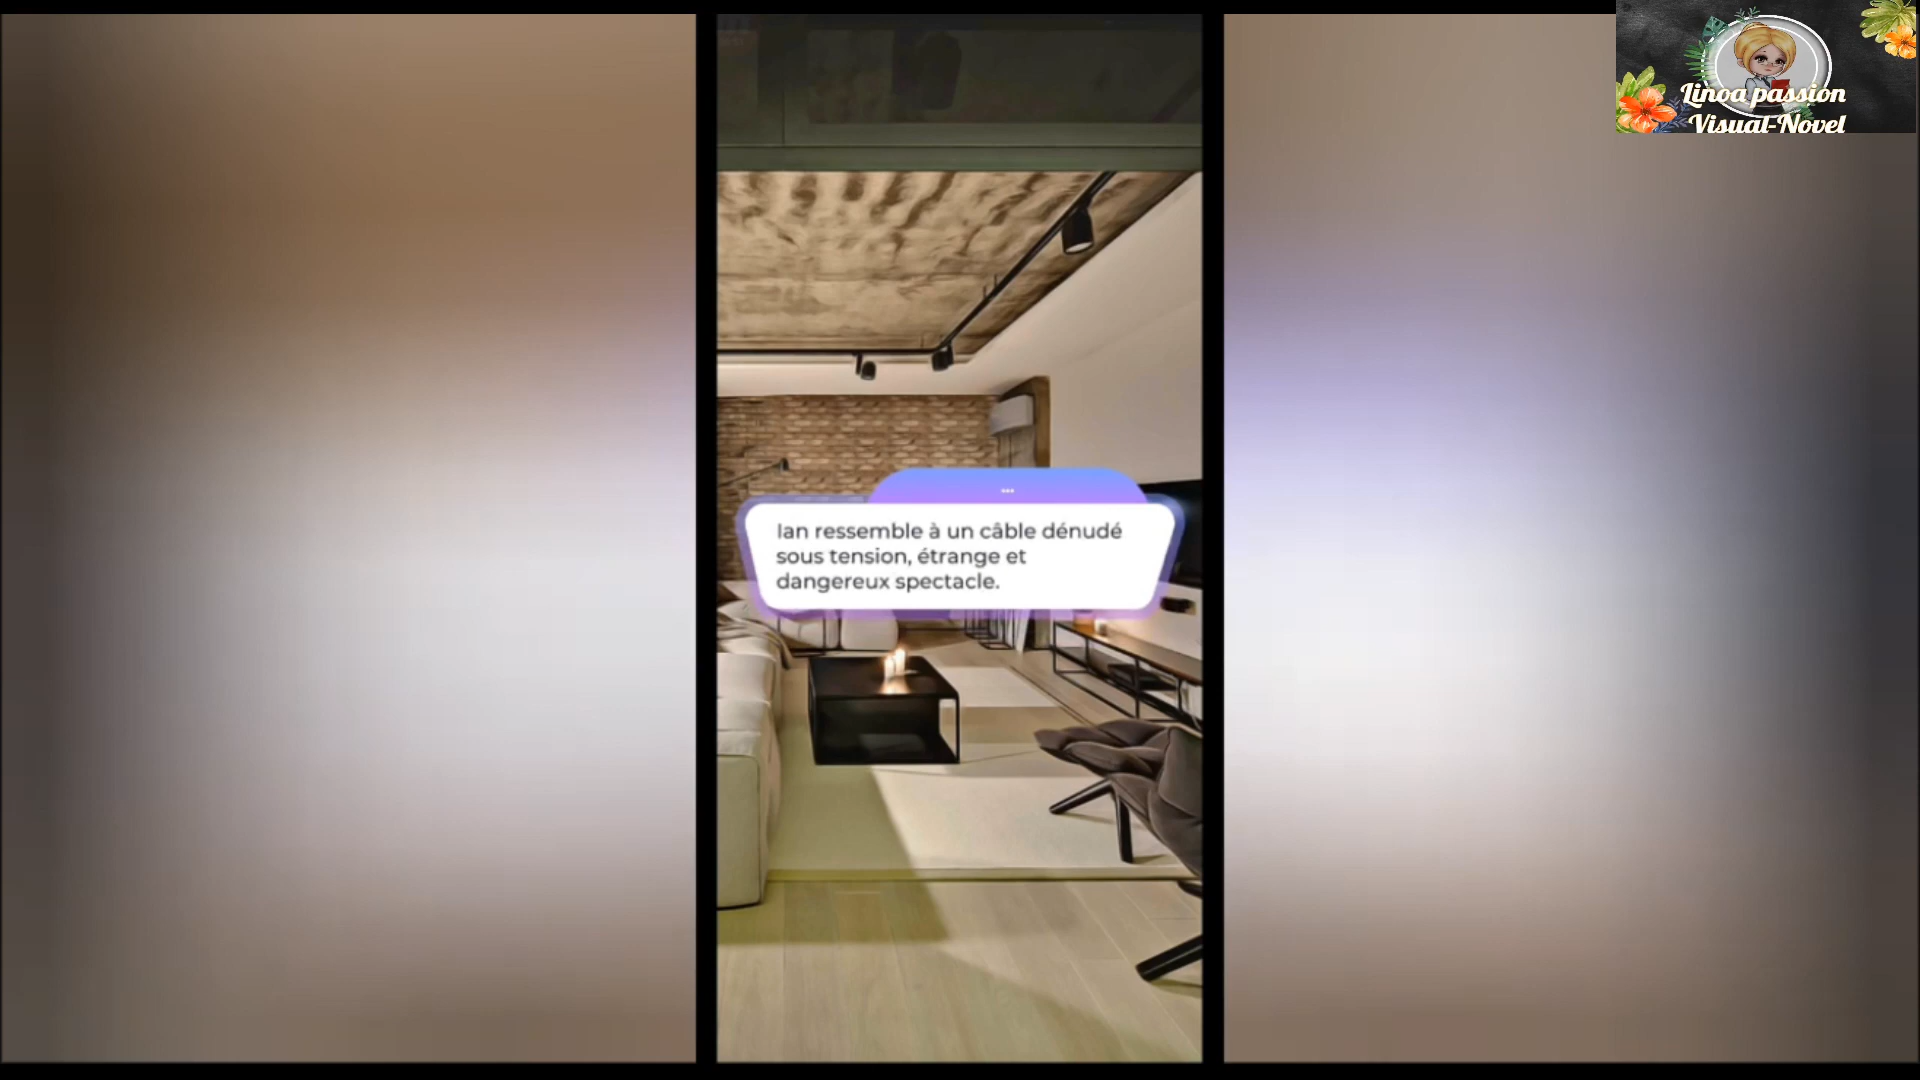 Linoa passion
Visual-Novel
...
Ian ressemble à un câble dénudé
sous tension, étrange et
dangereux spectacle.